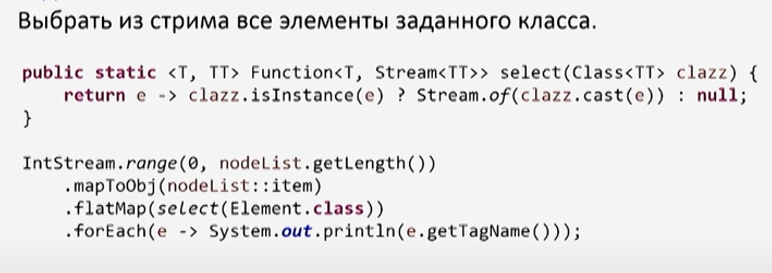 Выбрать из стрима все элементы заданного класса.
public static <T, TT> Function<T, Stream<TT>> select(Class<TT> clazz) {
    return e -> clazz.isInstance(e) ? Stream.of(clazz.cast(e)) : null;
}
IntStream.range(0, nodeList.getLength())
    .mapToObj(nodeList::item)
    .flatMap(select(Element.class))
    .forEach(e -> System.out.println(e.getTagName()));